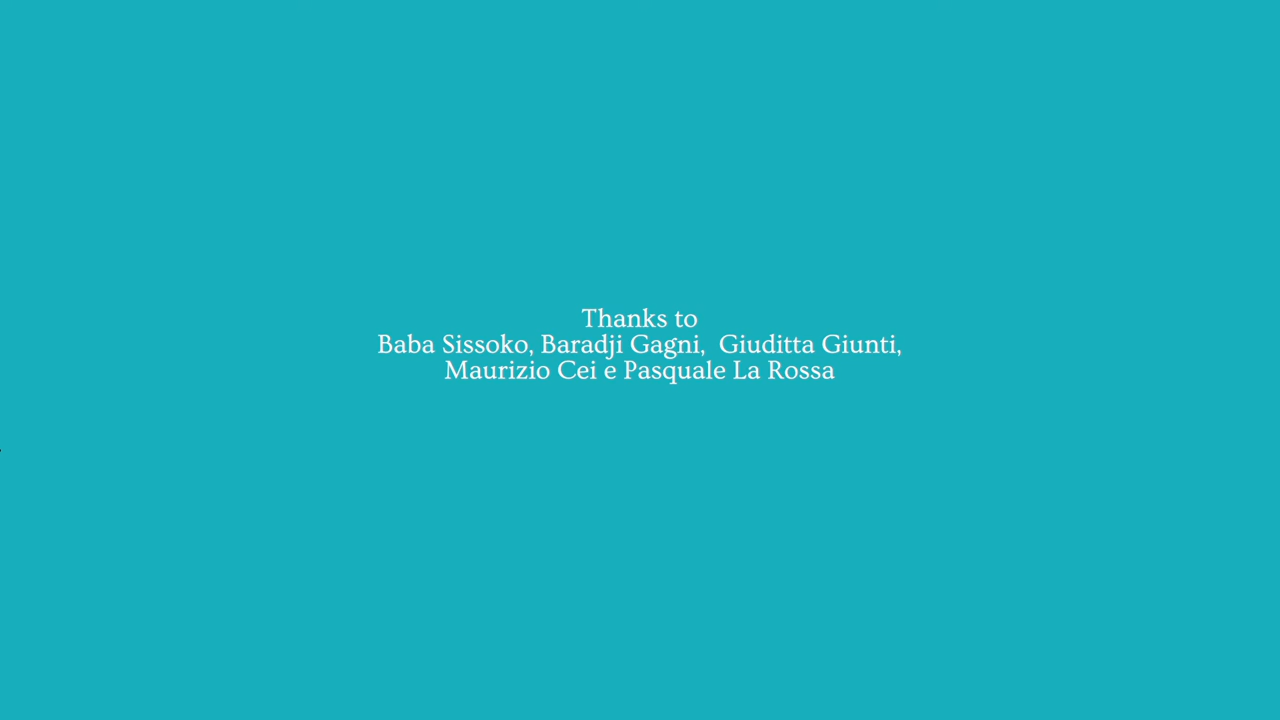 Thanks to
Baba Sissoko, Baradji Gagni,  Giuditta Giunti,
Maurizio Cei e Pasquale La Rossa